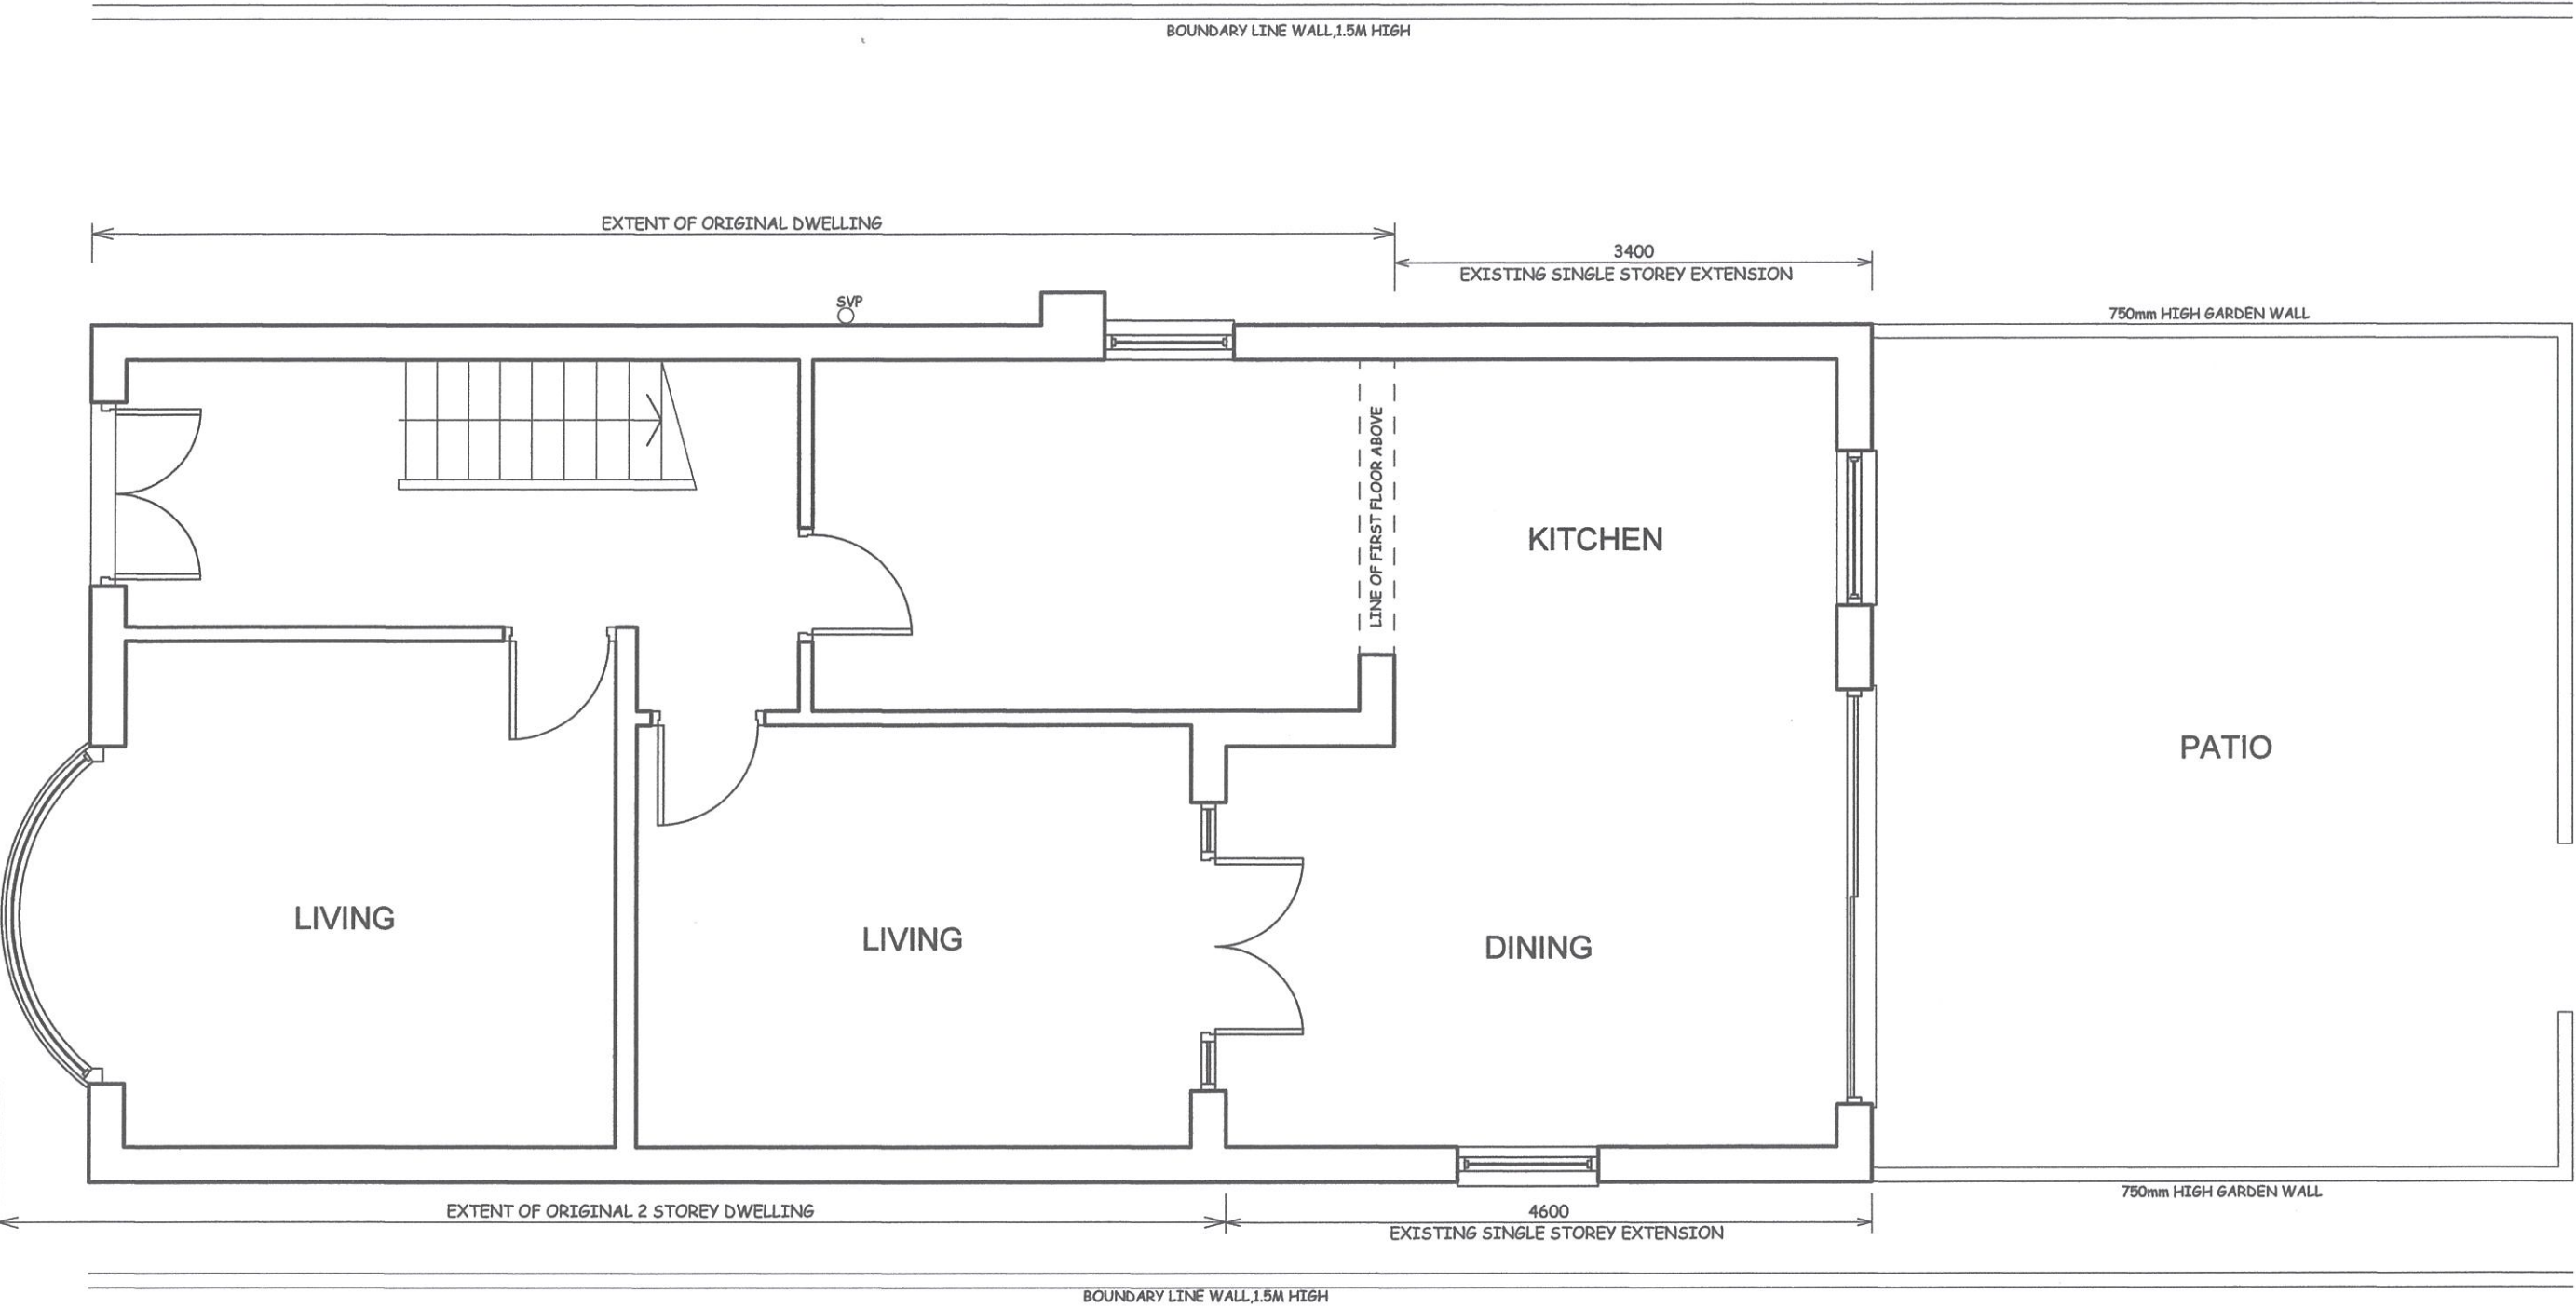 BOUNDARY LINE WALL,1.5M HIGH
EXTENT OF ORIGINAL DWELLING
3400
EXISTING SINGLE STOREY EXTENSION
SVP
750mm HIGH GARDEN WALL
LINE OF FIRST FLOOR ABOVE
KITCHEN
PATIO
LIVING
LIVING
DINING
750mm HIGH GARDEN WALL
EXTENT OF ORIGINAL 2 STOREY DWELLING
4600
EXISTING SINGLE STOREY EXTENSION
BOUNDARY LINE WALL,1.5M HIGH